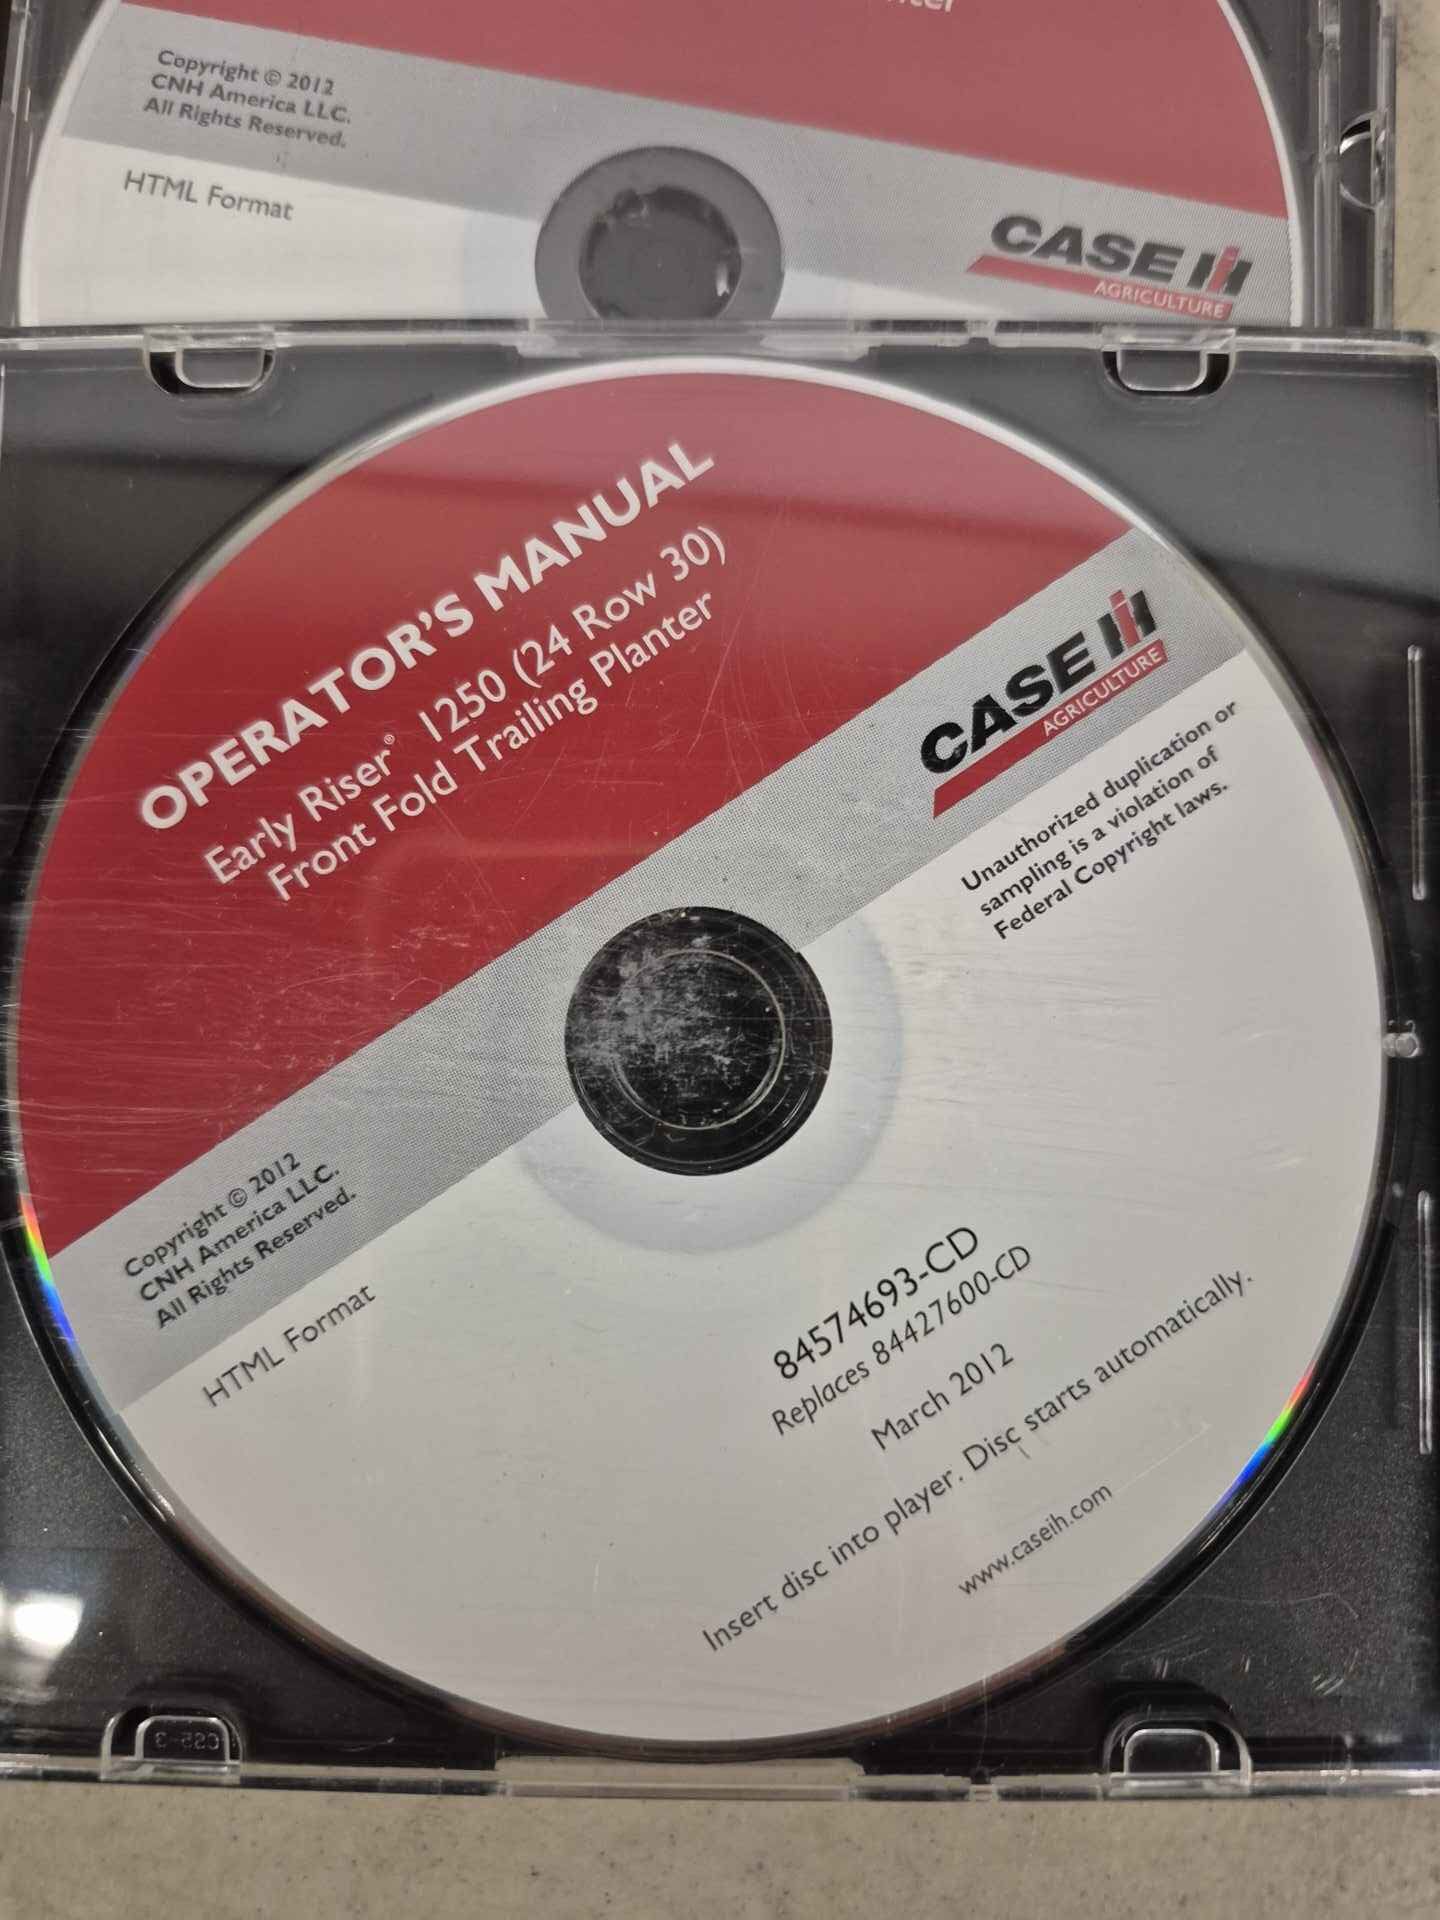 Copyright © 2012
CNH America LLC.
All Rights Reserved.
HTML Format
CASE IH
AGRICULTURE
OPERATOR'S MANUAL
Early Riser® 1250 (24 Row 30)
Front Fold Trailing Planter
CASE IH
AGRICULTURE
Unauthorized duplication or
sampling is a violation of
Federal Copyright laws.
Copyright © 2012
CNH America LLC.
All Rights Reserved.
HTML Format
84574693-CD
Replaces 84427600-CD
March 2012
Insert disc into player. Disc starts automatically.
www.caseih.com